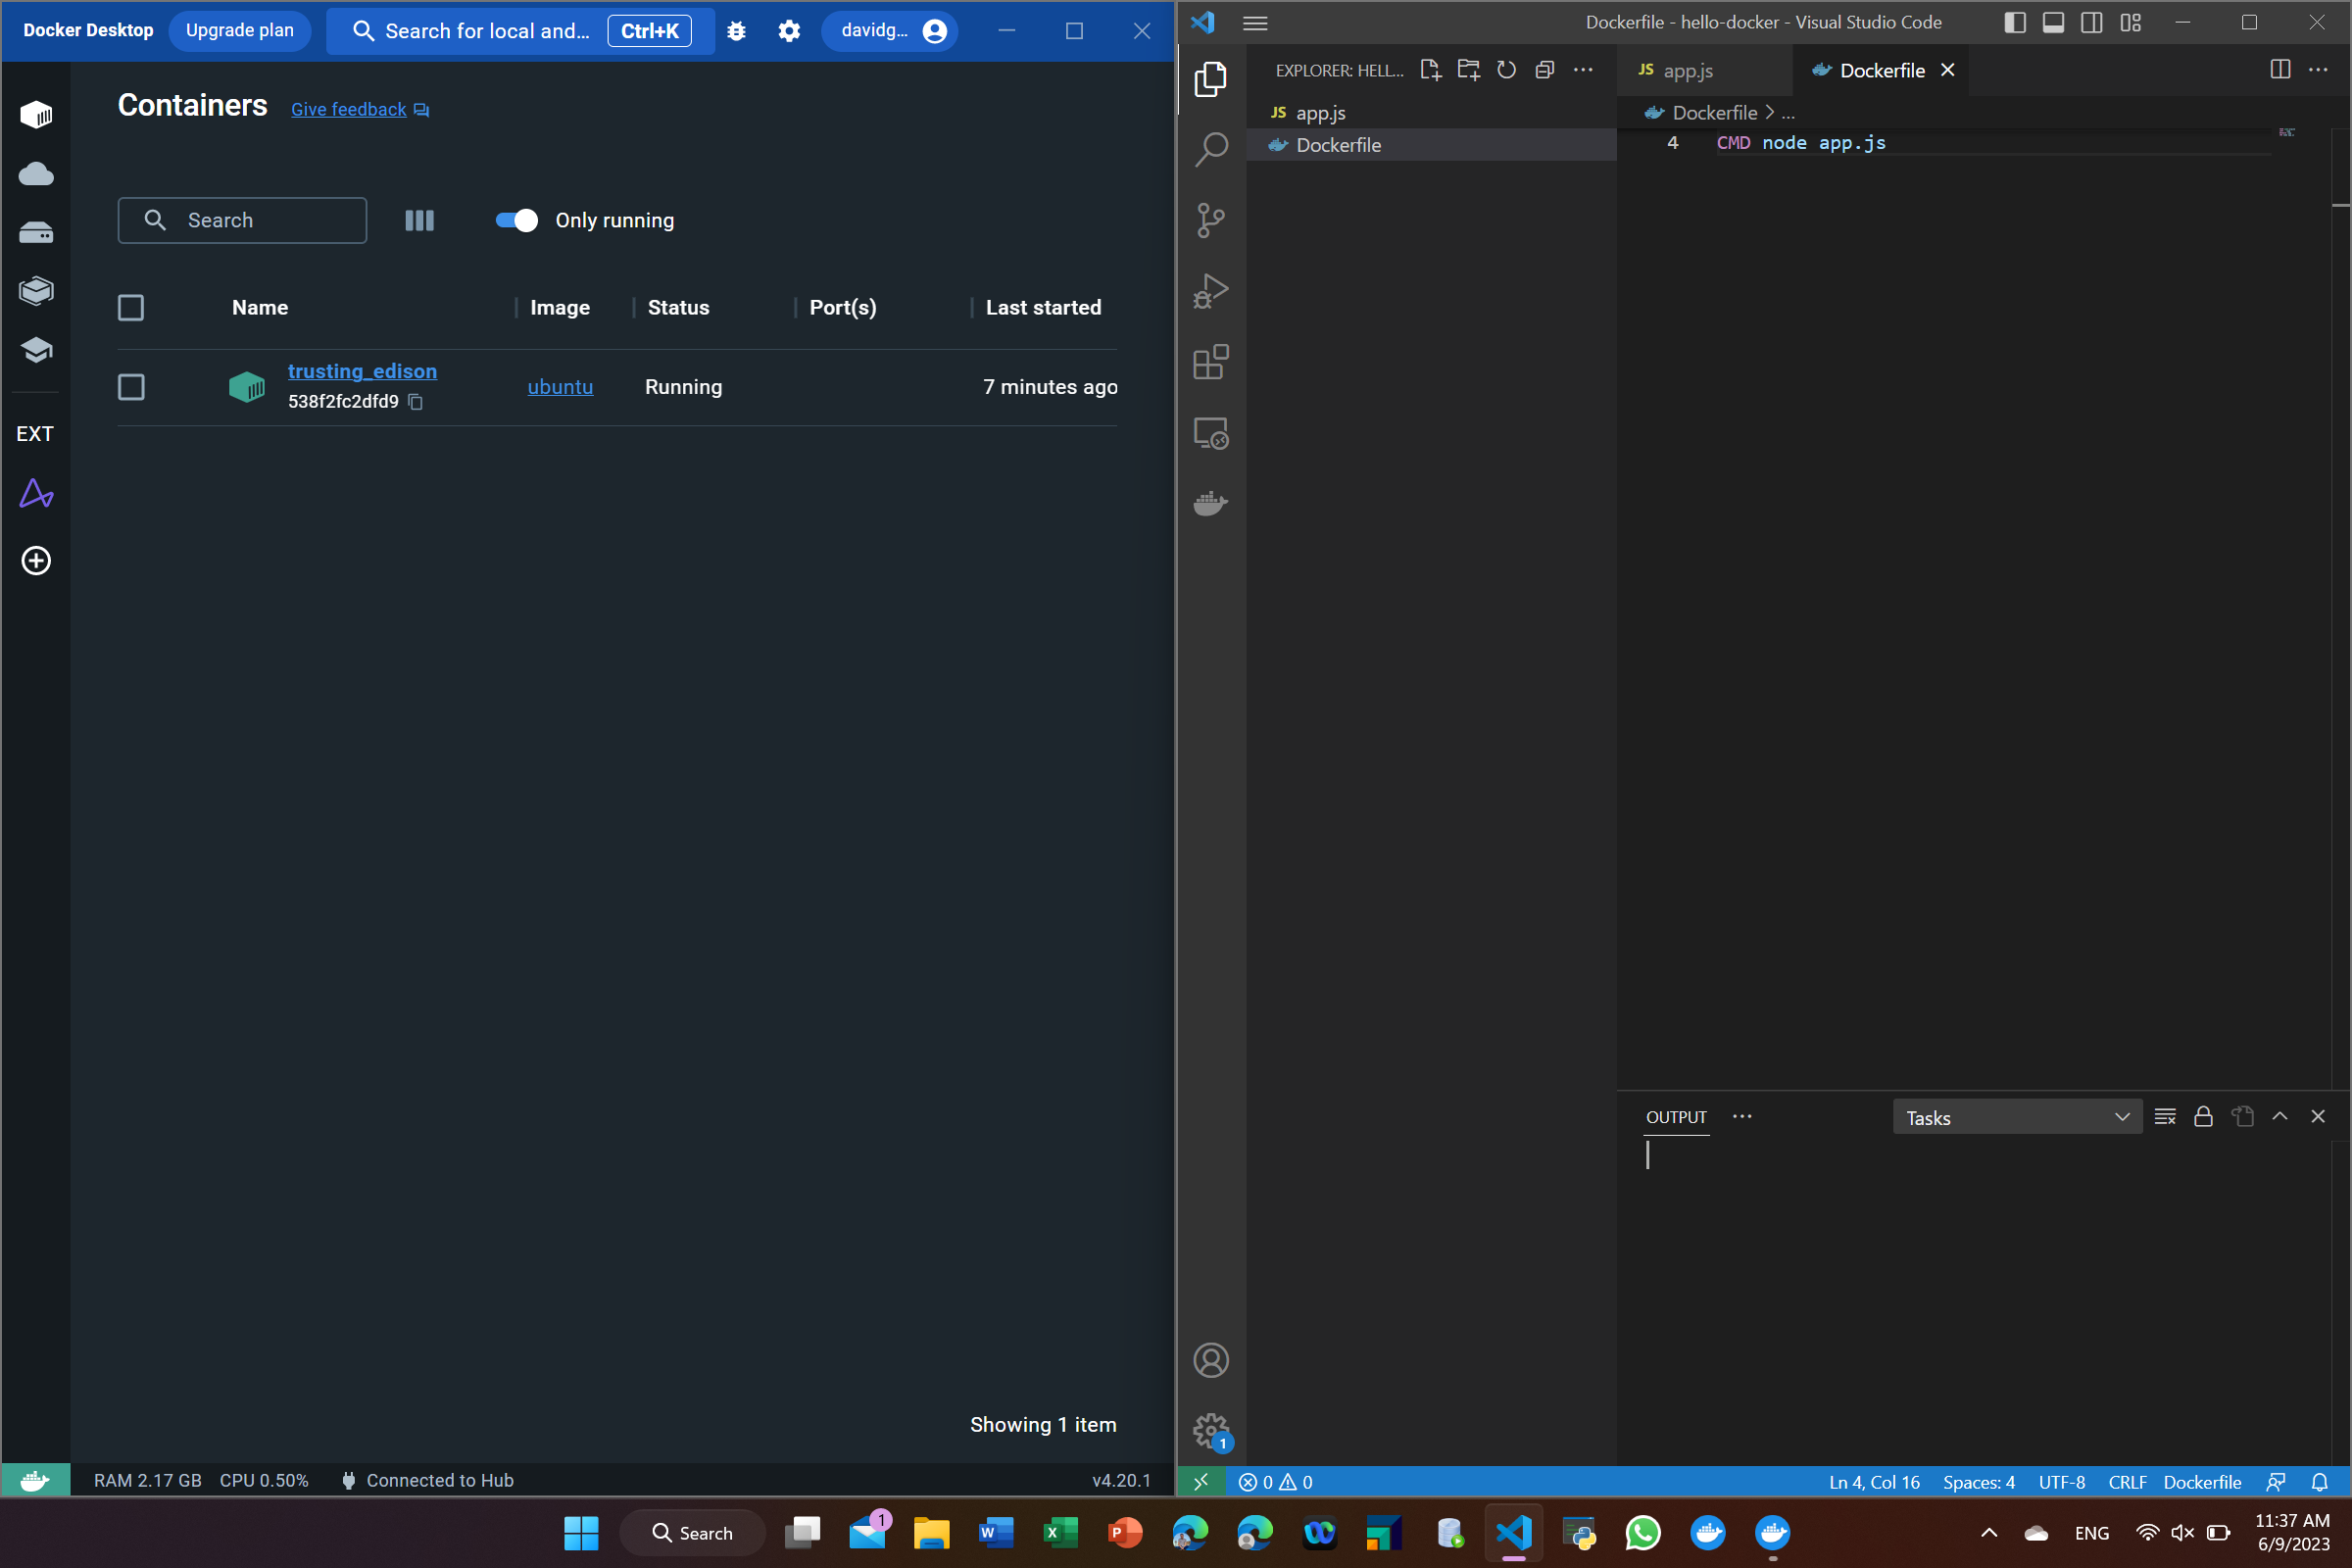 Docker Desktop Upgrade plan Search for local and... Ctrl+K davidg...
Containers Give feedback
Search Only running
Name Image Status Port(s) Last started
trusting_edison
538f2fc2dfd9
ubuntu Running 7 minutes ago
EXT
Showing 1 item
RAM 2.17 GB CPU 0.50% Connected to Hub v4.20.1
Dockerfile - hello-docker - Visual Studio Code
EXPLORER: HELL...
JS app.js
Dockerfile
JS app.js Dockerfile
Dockerfile > ...
4 CMD node app.js
OUTPUT Tasks
1
0 0 Ln 4, Col 16 Spaces: 4 UTF-8 CRLF Dockerfile
Search 1 W X P ENG 11:37 AM
6/9/2023